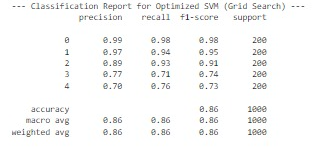 --- Classification Report for Optimized SVM (Grid Search) ---
precision recall f1-score support
0 0.99 0.98 0.98 200
1 0.97 0.94 0.95 200
2 0.89 0.93 0.91 200
3 0.77 0.71 0.74 200
4 0.70 0.76 0.73 200
accuracy 0.86 1000
macro avg 0.86 0.86 0.86 1000
weighted avg 0.86 0.86 0.86 1000